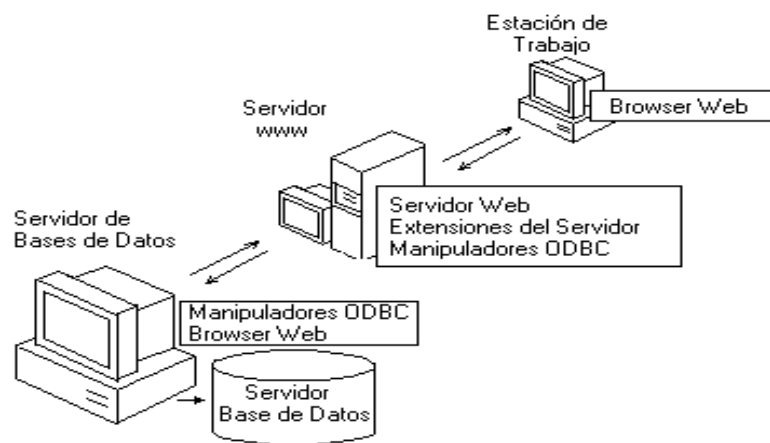 Estación de
Trabajo
Browser Web
Servidor
www
Servidor Web
Extensiones del Servidor
Manipuladores ODBC
Servidor de
Bases de Datos
Manipuladores ODBC
Browser Web
Servidor
Base de Datos